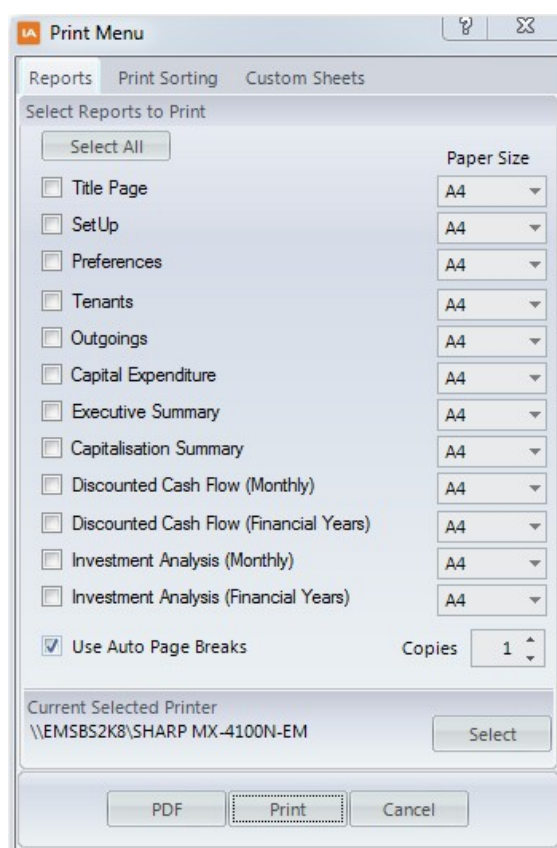 IA Print Menu
Reports Print Sorting Custom Sheets
Select Reports to Print
Select All
Paper Size
Title Page A4
SetUp A4
Preferences A4
Tenants A4
Outgoings A4
Capital Expenditure A4
Executive Summary A4
Capitalisation Summary A4
Discounted Cash Flow (Monthly) A4
Discounted Cash Flow (Financial Years) A4
Investment Analysis (Monthly) A4
Investment Analysis (Financial Years) A4
Use Auto Page Breaks Copies 1
Current Selected Printer
\\EMSBS2K8\SHARP MX-4100N-EM Select
PDF Print Cancel